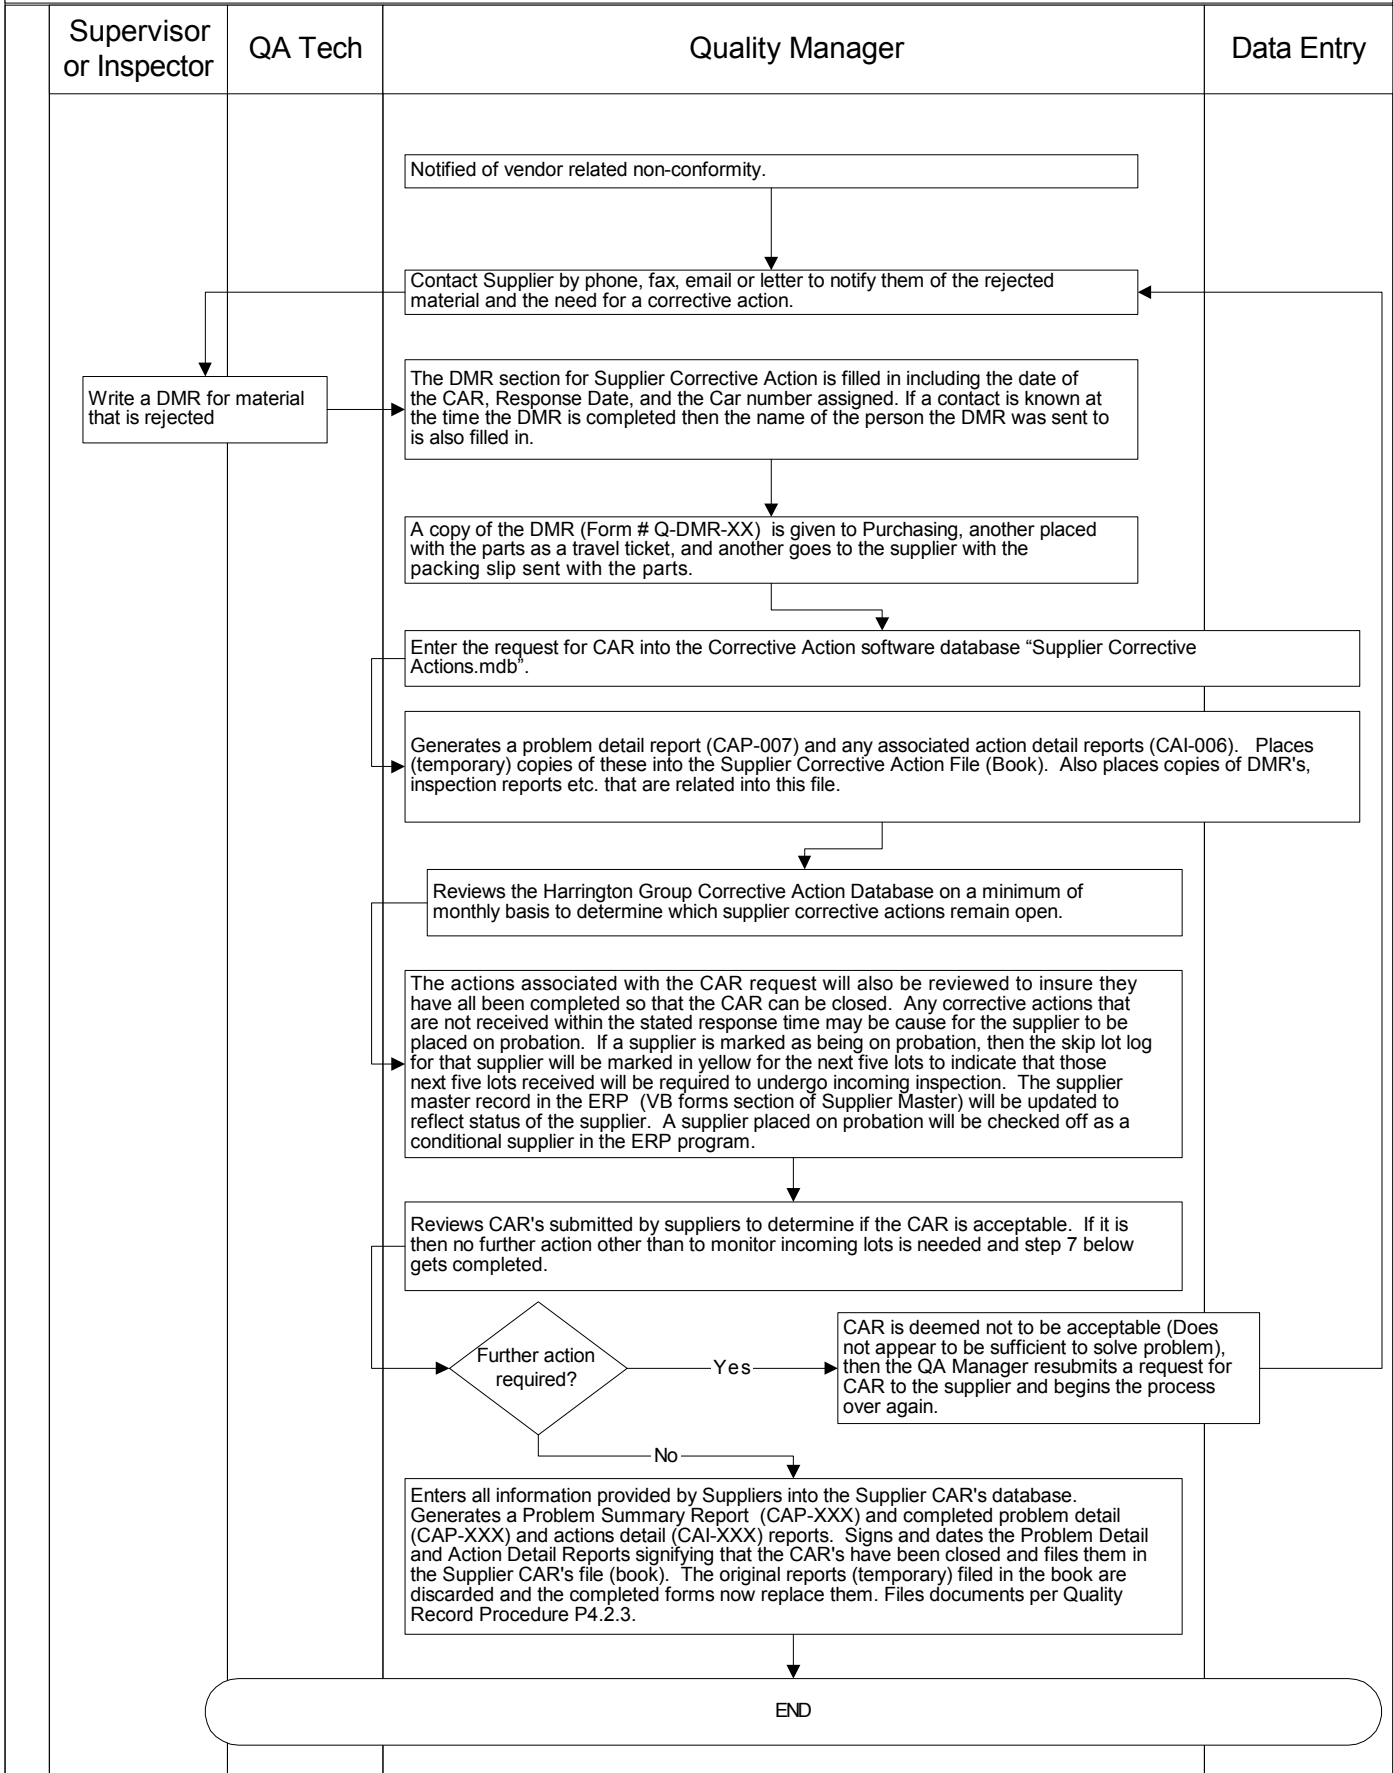 Supervisor
or Inspector
QA Tech
Quality Manager
Data Entry
Notified of vendor related non-conformity.
Contact Supplier by phone, fax, email or letter to notify them of the rejected
material and the need for a corrective action.
Write a DMR for material
that is rejected
The DMR section for Supplier Corrective Action is filled in including the date of
the CAR, Response Date, and the Car number assigned. If a contact is known at
the time the DMR is completed then the name of the person the DMR was sent to
is also filled in.
A copy of the DMR (Form # Q-DMR-XX)  is given to Purchasing, another placed
with the parts as a travel ticket, and another goes to the supplier with the
packing slip sent with the parts.
Enter the request for CAR into the Corrective Action software database “Supplier Corrective
Actions.mdb”.
Generates a problem detail report (CAP-007) and any associated action detail reports (CAI-006).   Places
(temporary) copies of these into the Supplier Corrective Action File (Book).  Also places copies of DMR's,
inspection reports etc. that are related into this file.
Reviews the Harrington Group Corrective Action Database on a minimum of
monthly basis to determine which supplier corrective actions remain open.
The actions associated with the CAR request will also be reviewed to insure they
have all been completed so that the CAR can be closed.  Any corrective actions that
are not received within the stated response time may be cause for the supplier to be
placed on probation.  If a supplier is marked as being on probation, then the skip lot log
for that supplier will be marked in yellow for the next five lots to indicate that those
next five lots received will be required to undergo incoming inspection.  The supplier
master record in the ERP  (VB forms section of Supplier Master) will be updated to
reflect status of the supplier.  A supplier placed on probation will be checked off as a
conditional supplier in the ERP program.
Reviews CAR's submitted by suppliers to determine if the CAR is acceptable.  If it is
then no further action other than to monitor incoming lots is needed and step 7 below
gets completed.
Further action
required?
Yes
CAR is deemed not to be acceptable (Does
not appear to be sufficient to solve problem),
then the QA Manager resubmits a request for
CAR to the supplier and begins the process
over again.
No
Enters all information provided by Suppliers into the Supplier CAR's database.
Generates a Problem Summary Report  (CAP-XXX) and completed problem detail
(CAP-XXX) and actions detail (CAI-XXX) reports.  Signs and dates the Problem Detail
and Action Detail Reports signifying that the CAR's have been closed and files them in
the Supplier CAR's file (book).  The original reports (temporary) filed in the book are
discarded and the completed forms now replace them. Files documents per Quality
Record Procedure P4.2.3.
END